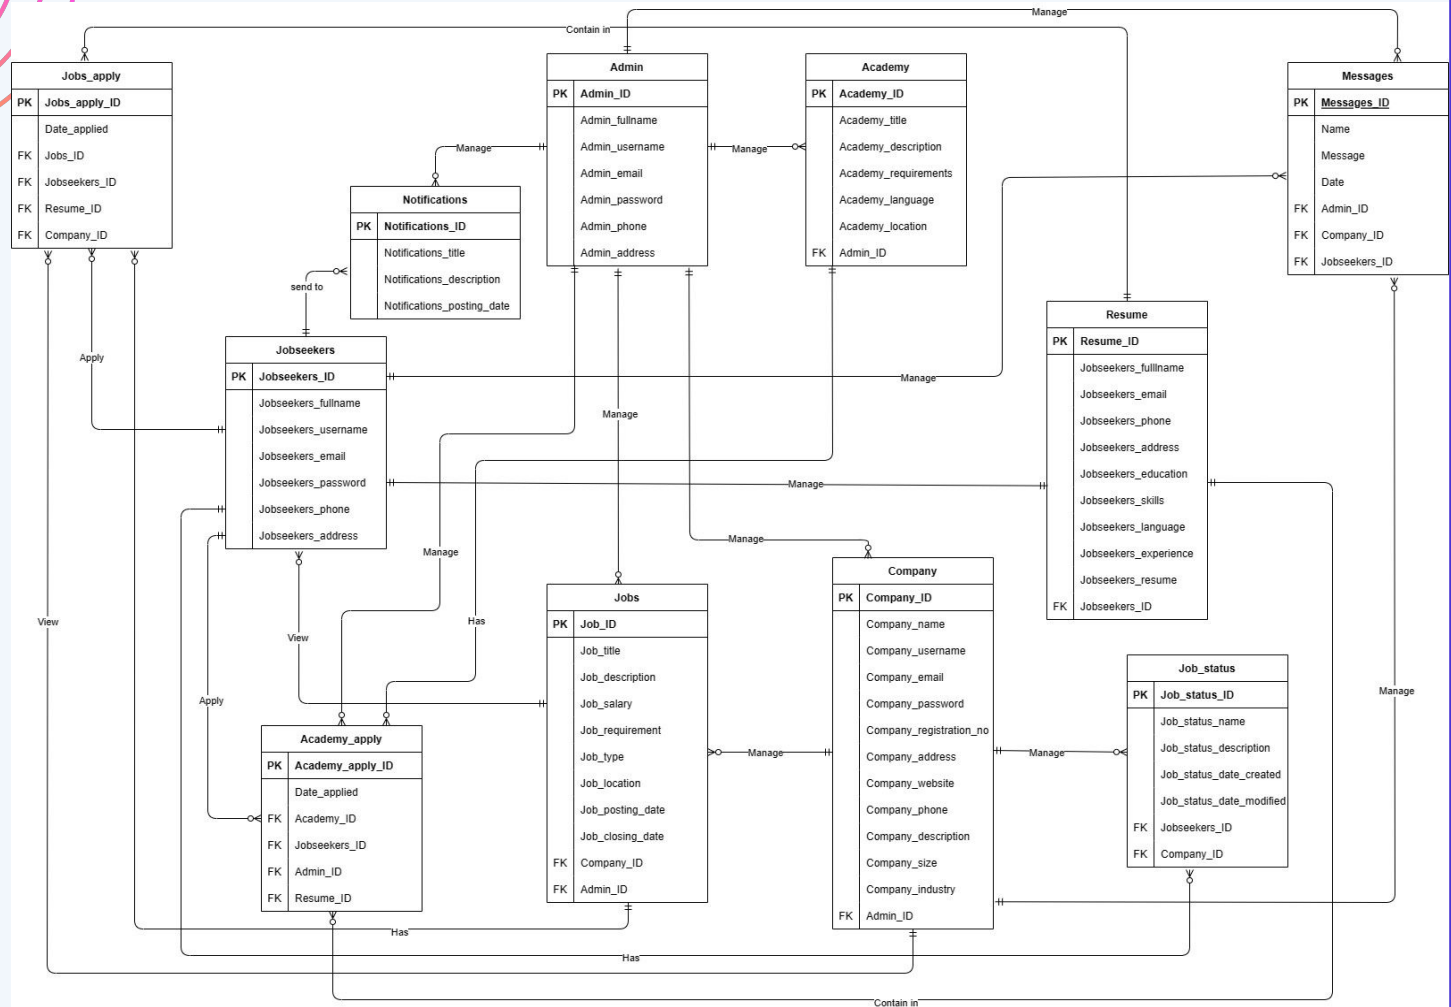 Manage
Contain in
Jobs_apply
PK Jobs_apply_ID
Date_applied
FK Jobs_ID
FK Jobseekers_ID
FK Resume_ID
FK Company_ID
Admin
PK Admin_ID
Admin_fullname
Admin_username
Admin_email
Admin_password
Admin_phone
Admin_address
Academy
PK Academy_ID
Academy_title
Academy_description
Academy_requirements
Academy_language
Academy_location
FK Admin_ID
Messages
PK Messages_ID
Name
Message
Date
FK Admin_ID
FK Company_ID
FK Jobseekers_ID
Manage
Manage
Notifications
PK Notifications_ID
Notifications_title
Notifications_description
Notifications_posting_date
send to
Apply
Jobseekers
PK Jobseekers_ID
Jobseekers_fullname
Jobseekers_username
Jobseekers_email
Jobseekers_password
Jobseekers_phone
Jobseekers_address
Resume
PK Resume_ID
Jobseekers_fulllname
Jobseekers_email
Jobseekers_phone
Jobseekers_address
Jobseekers_education
Jobseekers_skills
Jobseekers_language
Jobseekers_experience
Jobseekers_resume
FK Jobseekers_ID
Manage
Manage
Manage
Manage
Manage
View
View
Has
Apply
Jobs
PK Job_ID
Job_title
Job_description
Job_salary
Job_requirement
Job_type
Job_location
Job_posting_date
Job_closing_date
FK Company_ID
FK Admin_ID
Company
PK Company_ID
Company_name
Company_username
Company_email
Company_password
Company_registration_no
Company_address
Company_website
Company_phone
Company_description
Company_size
Company_industry
FK Admin_ID
Job_status
PK Job_status_ID
Job_status_name
Job_status_description
Job_status_date_created
Job_status_date_modified
FK Jobseekers_ID
FK Company_ID
Manage
Manage
Manage
Academy_apply
PK Academy_apply_ID
Date_applied
FK Academy_ID
FK Jobseekers_ID
FK Admin_ID
FK Resume_ID
Has
Has
Contain in